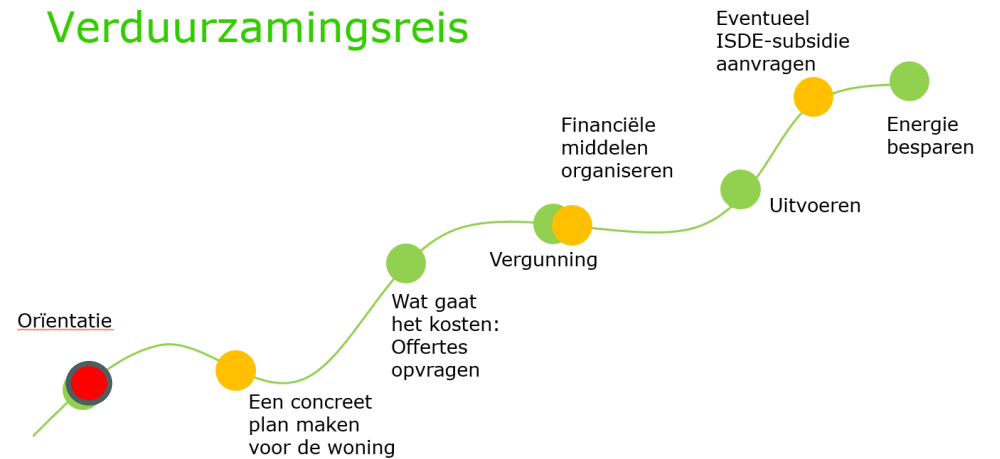 Verduurzamingsreis
Orïentatie
Een concreet
plan maken
voor de woning
Wat gaat
het kosten:
Offertes
opvragen
Vergunning
Financiële
middelen
organiseren
Uitvoeren
Eventueel
ISDE-subsidie
aanvragen
Energie
besparen